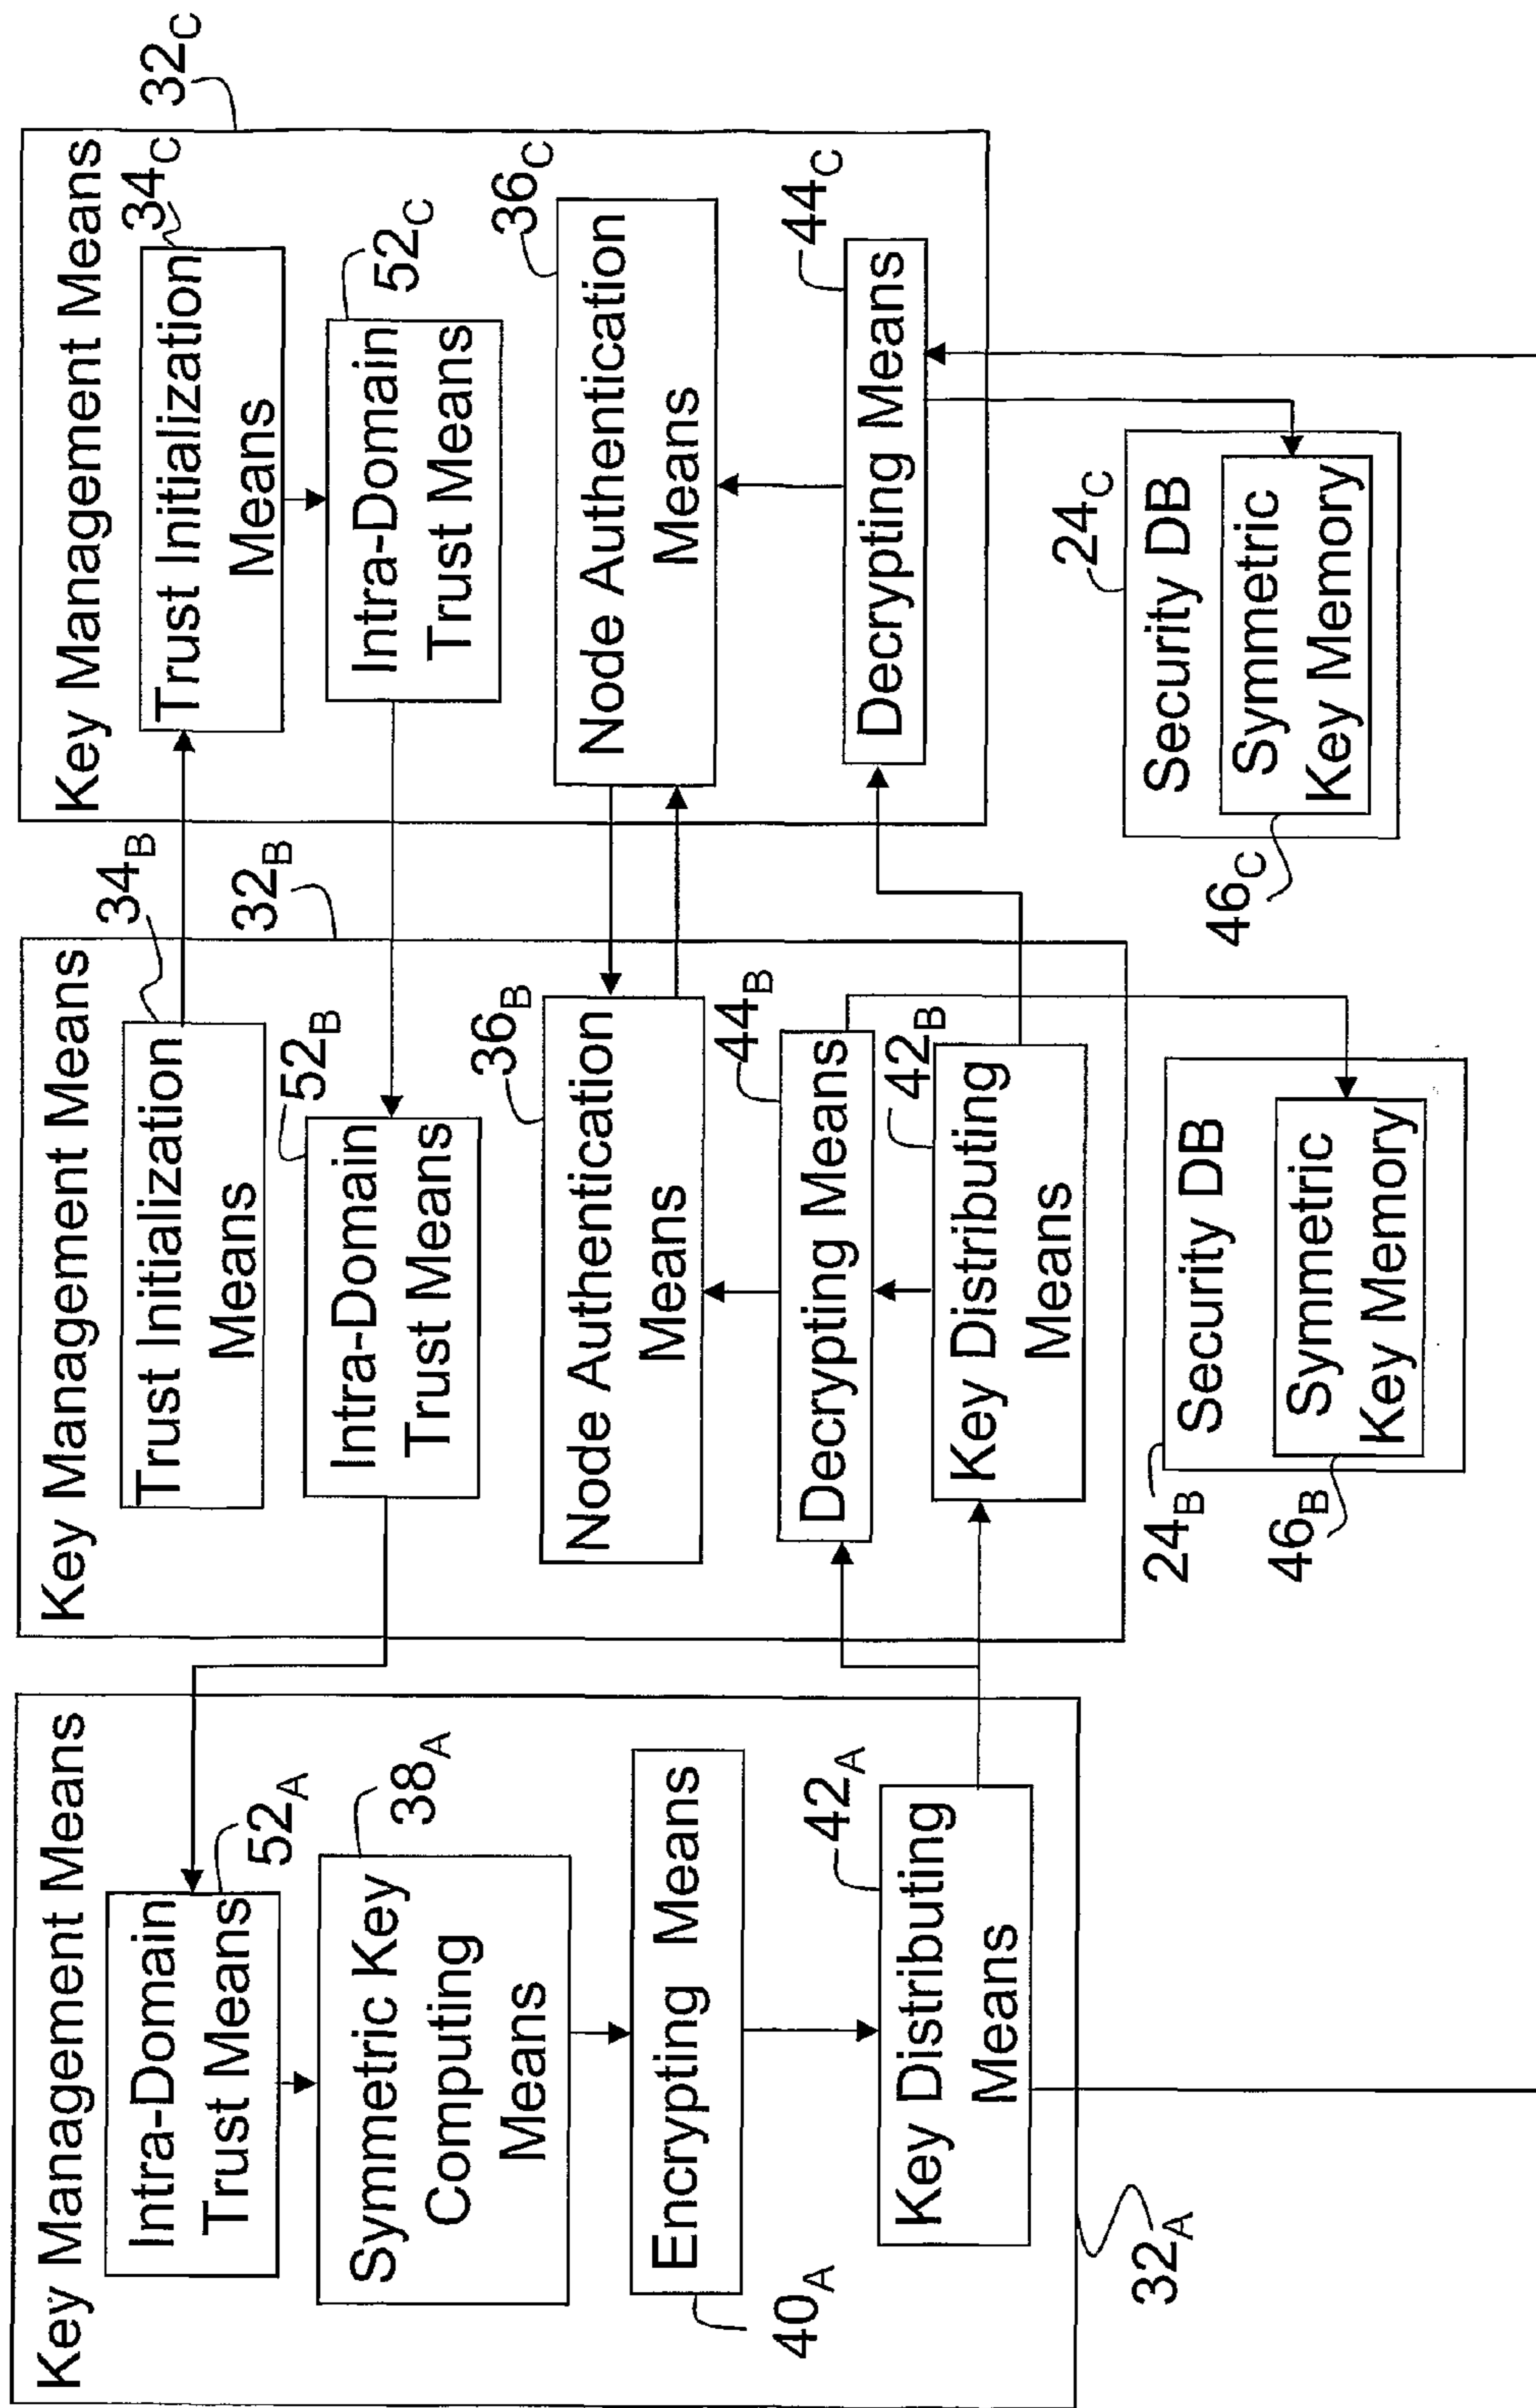 Key Management Means
Intra-Domain
Trust Means
52A
Symmetric Key
Computing
Means
38A
Encrypting Means
40A
Key Distributing
Means
42A
32A
Key Management Means
32B
Trust Initialization
Means
34B
Intra-Domain
Trust Means
52B
Node Authentication
Means
36B
Decrypting Means
44B
Key Distributing
Means
42B
Security DB
24B
Symmetric
Key Memory
46B
Key Management Means
32C
Trust Initialization
Means
34C
Intra-Domain
Trust Means
52C
Node Authentication
Means
36C
Decrypting Means
44C
Security DB
24C
Symmetric
Key Memory
46C